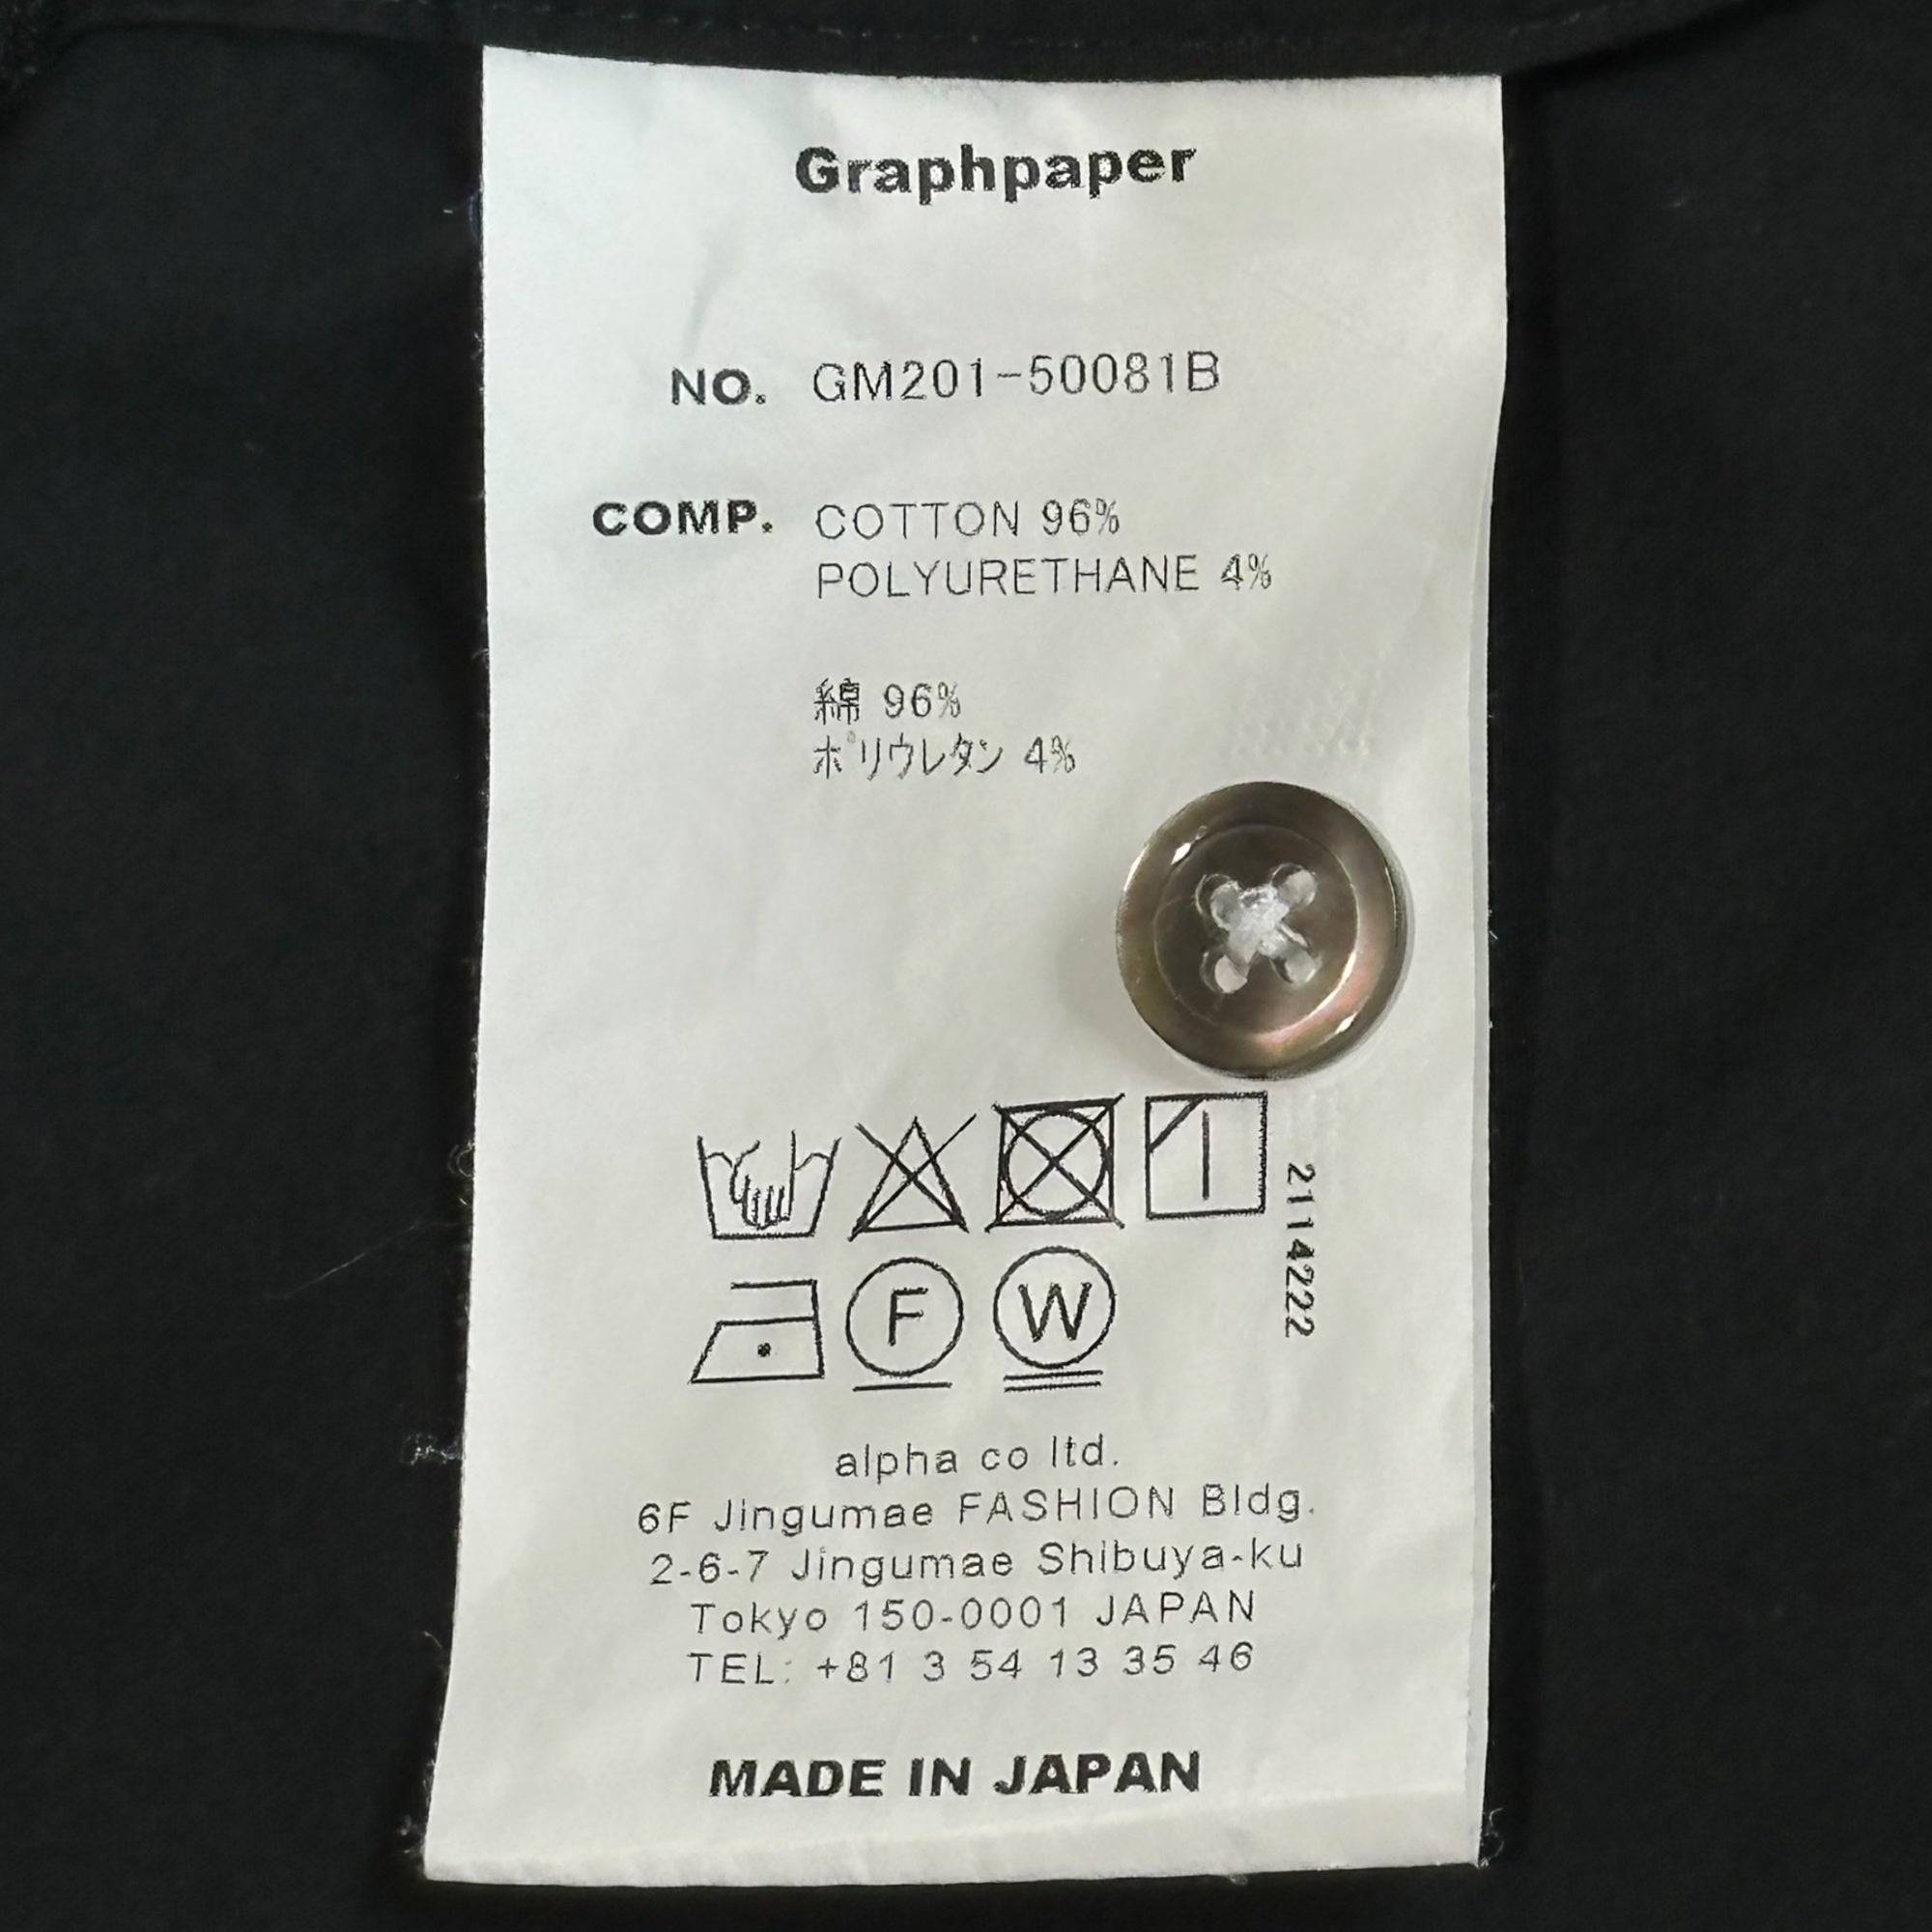 Graphpaper
NO. GM201-50081B
COMP. COTTON 96%
POLYURETHANE 4%
綿 96%
ポリウレタン 4%
2114222
F W
alpha co ltd.
6F Jingumae FASHION Bldg.
2-6-7 Jingumae Shibuya-ku
Tokyo 150-0001 JAPAN
TEL: +81 3 54 13 35 46
MADE IN JAPAN